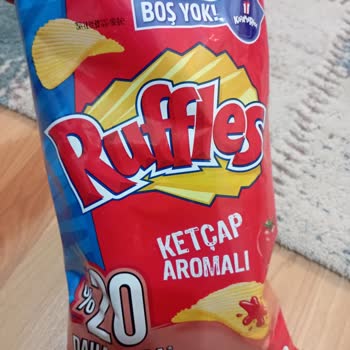 BOŞ YOK!
Ruffles
KETÇAP
AROMALI
%20